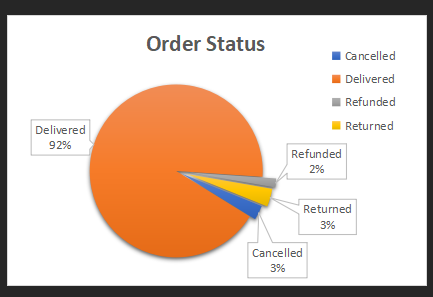 Order Status
Cancelled
Delivered
Refunded
Returned
Delivered
92%
Refunded
2%
Returned
3%
Cancelled
3%